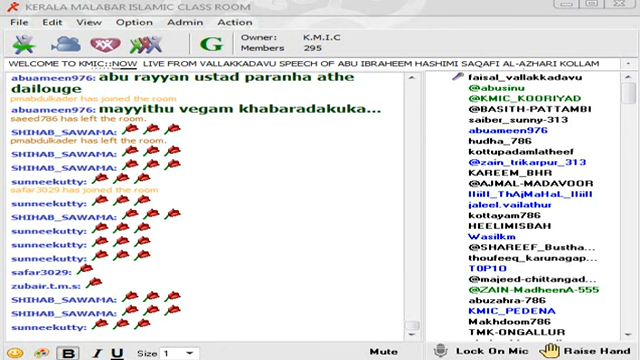 KERALA MALABAR ISLAMIC CLASS ROOM
File Edit View Option Admin Help
G
Owner: K.M.I.C
Members 295
WELCOME TO KMIC::NOW LIVE FROM VALLAKKADAVU SPEECH OF ABU IBRAHEEM HASHIMI SAQAFI AL-AZHARI KOLLAM
abuameen976: abu rayyan ustad paranha athe
dailouge
pmabdulkader has joined the room
abuameen976: mayyithu vegam khabaradakuka...
saeed786 has left the room.
SHIHAB_SAWAMA:
pmabdulkader has left the room.
SHIHAB_SAWAMA:
SHIHAB_SAWAMA:
sunneekutty:
safar3029 has joined the room
sunneekutty:
SHIHAB_SAWAMA:
sunneekutty:
sunneekutty:
sunneekutty:
safar3029:
zubair.t.m.s:
SHIHAB_SAWAMA:
SHIHAB_SAWAMA:
sunneekutty:
faisal_vallakkadavu
@abusinu
@KMIC_KOORIYAD
@BASITH-PATTAMBI
saiber_sunny-313
abuameen976
hudha_786
kottupadamlatheef
@zain_trikarpur_313
KAREEM_BHR
@AJMAL-MADAVOOR
IIiiII_ThAjMaHaL_IIiiII
jaleel.vailathur
kottayam786
HEELIMISBAH
Wasilkm
@SHAREEF_Bustha...
thoufeeq_karunagap...
TOP10
@majeed-chittangad...
@ZAIN-MadheenA-555
abuzahra-786
KMIC_PEDENA
Makhdoom786
TMK-ONGALLUR
B I U Size 1 Mute Lock On Mic Raise Hand